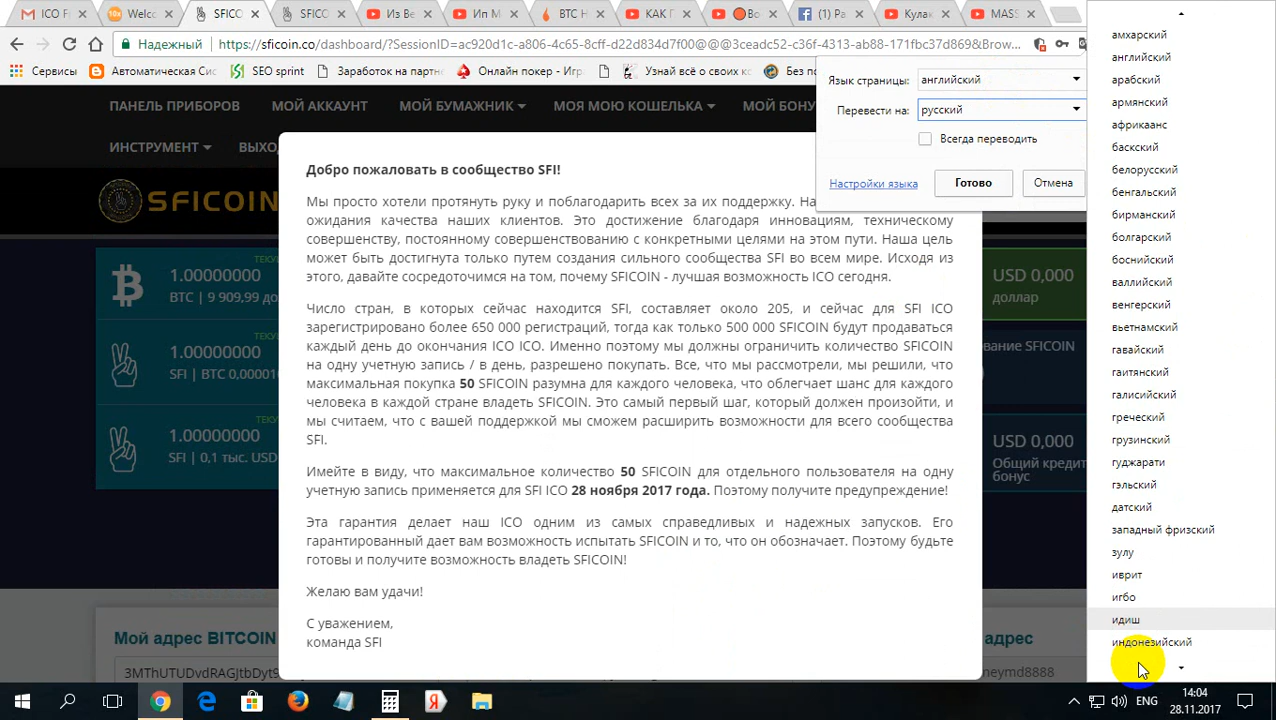 ICO F
Welco
SFICO
SFICO
Из Ве
Ип М
BTC H
КАК Г
Во
(1) Ра
Кулак
MASS
Надежный
https://sficoin.co/dashboard?SessionID=ac920d1c-a806-4c65-8cff-d22d8d4d7f00@@@3ceadc52-c36f-4313-ab88-171fbc37d869&Brow...
Сервисы
Автоматическая Сис
SEO sprint
Заработок на партне
Онлайн покер - Игр
Узнай всё о своих ко
Без по
Язык страницы:
английский
Перевести на:
русский
Всегда переводить
Настройки языка
Готово
Отмена
ПАНЕЛЬ ПРИБОРОВ
МОЙ АККАУНТ
МОЙ БУМАЖНИК
МОЯ МОЮ КОШЕЛЬКА
МОЙ БОНУ
ИНСТРУМЕНТ
ВЫХО
SFICOIN
Добро пожаловать в сообщество SFI!
Мы просто хотели протянуть руку и поблагодарить всех за их поддержку. На
ожидания качества наших клиентов. Это достижение благодаря инновациям, техническому
совершенству, постоянному совершенствованию с конкретными целями на этом пути. Наша цель
может быть достигнута только путем создания сильного сообщества SFI во всем мире. Исходя из
этого, давайте сосредоточимся на том, почему SFICOIN - лучшая возможность ICO сегодня.
Число стран, в которых сейчас находится SFI, составляет около 205, и сейчас для SFI ICO
зарегистрировано более 650 000 регистраций, тогда как только 500 000 SFICOIN будут продаваться
каждый день до окончания ICO ICO. Именно поэтому мы должны ограничить количество SFICOIN
на одну учетную запись / в день, разрешено покупать. Все, что мы рассмотрели, мы решили, что
максимальная покупка 50 SFICOIN разумна для каждого человека, что облегчает шанс для каждого
человека в каждой стране владеть SFICOIN. Это самый первый шаг, который должен произойти, и
мы считаем, что с вашей поддержкой мы сможем расширить возможности для всего сообщества
SFI.
Имейте в виду, что максимальное количество 50 SFICOIN для отдельного пользователя на одну
учетную запись применяется для SFI ICO 28 ноября 2017 года. Поэтому получите предупреждение!
Эта гарантия делает наш ICO одним из самых справедливых и надежных запусков. Его
гарантированный дает вам возможность испытать SFICOIN и то, что он обозначает. Поэтому будьте
готовы и получите возможность владеть SFICOIN!
Желаю вам удачи!
С уважением,
команда SFI
ТЕКУ
1.00000000
BTC | 9 909,99 до
ТЕКУ
1.00000000
SFI | BTC 0,000010
ТЕКУ
1.00000000
SFI | 0,1 тыс. USD
USD 0,000
доллар
ование SFICOIN
USD 0,000
Общий кредит
бонус
Мой адрес BITCOIN
3MThUTUDvdRAGJtbDyt9
адрес
neymd8888
амхарский
английский
арабский
армянский
африкаанс
баскский
белорусский
бенгальский
бирманский
болгарский
боснийский
валлийский
венгерский
вьетнамский
гавайский
гаитянский
галисийский
греческий
грузинский
гуджарати
гэльский
датский
западный фризский
зулу
иврит
игбо
идиш
индонезийский
ENG
14:04
28.11.2017